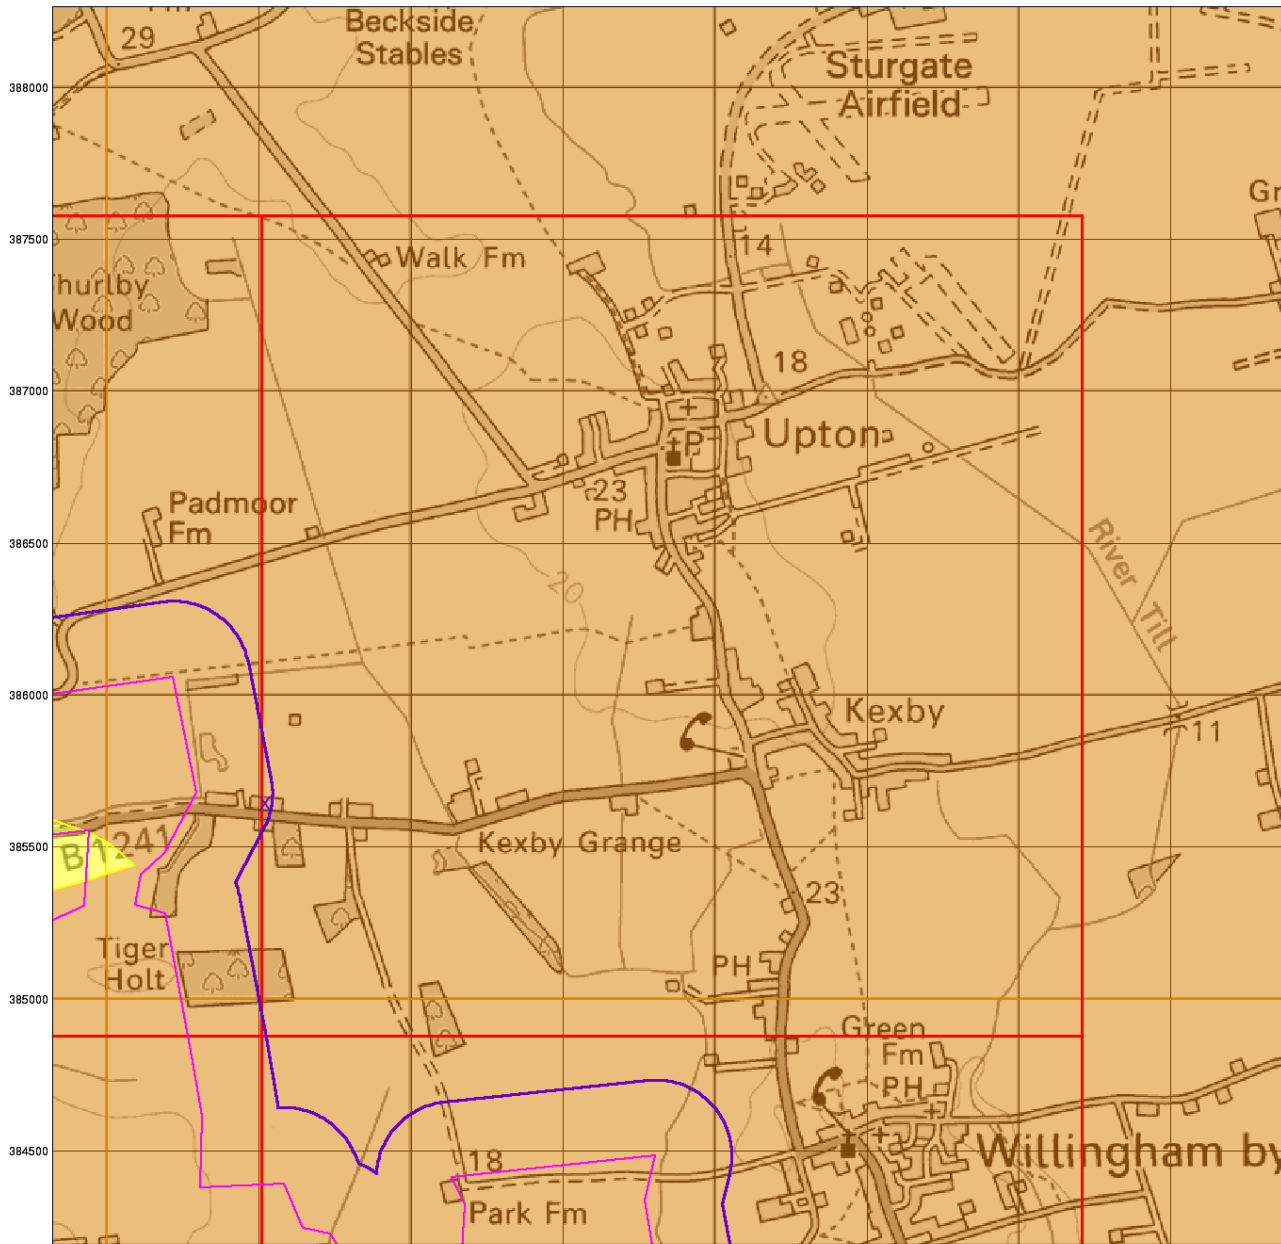 29
Beckside
Stables
Sturgate
Airfield
388000
Gr
387500
14
Walk Fm
hurlby
Wood
18
387000
Upton
P
23
PH
Padmoor
Fm
386500
River Till
20
386000
Kexby
11
B 1241
385500
Kexby Grange
23
Tiger
Holt
PH
385000
Green
Fm
PH
384500
18
Willingham by
Park Fm